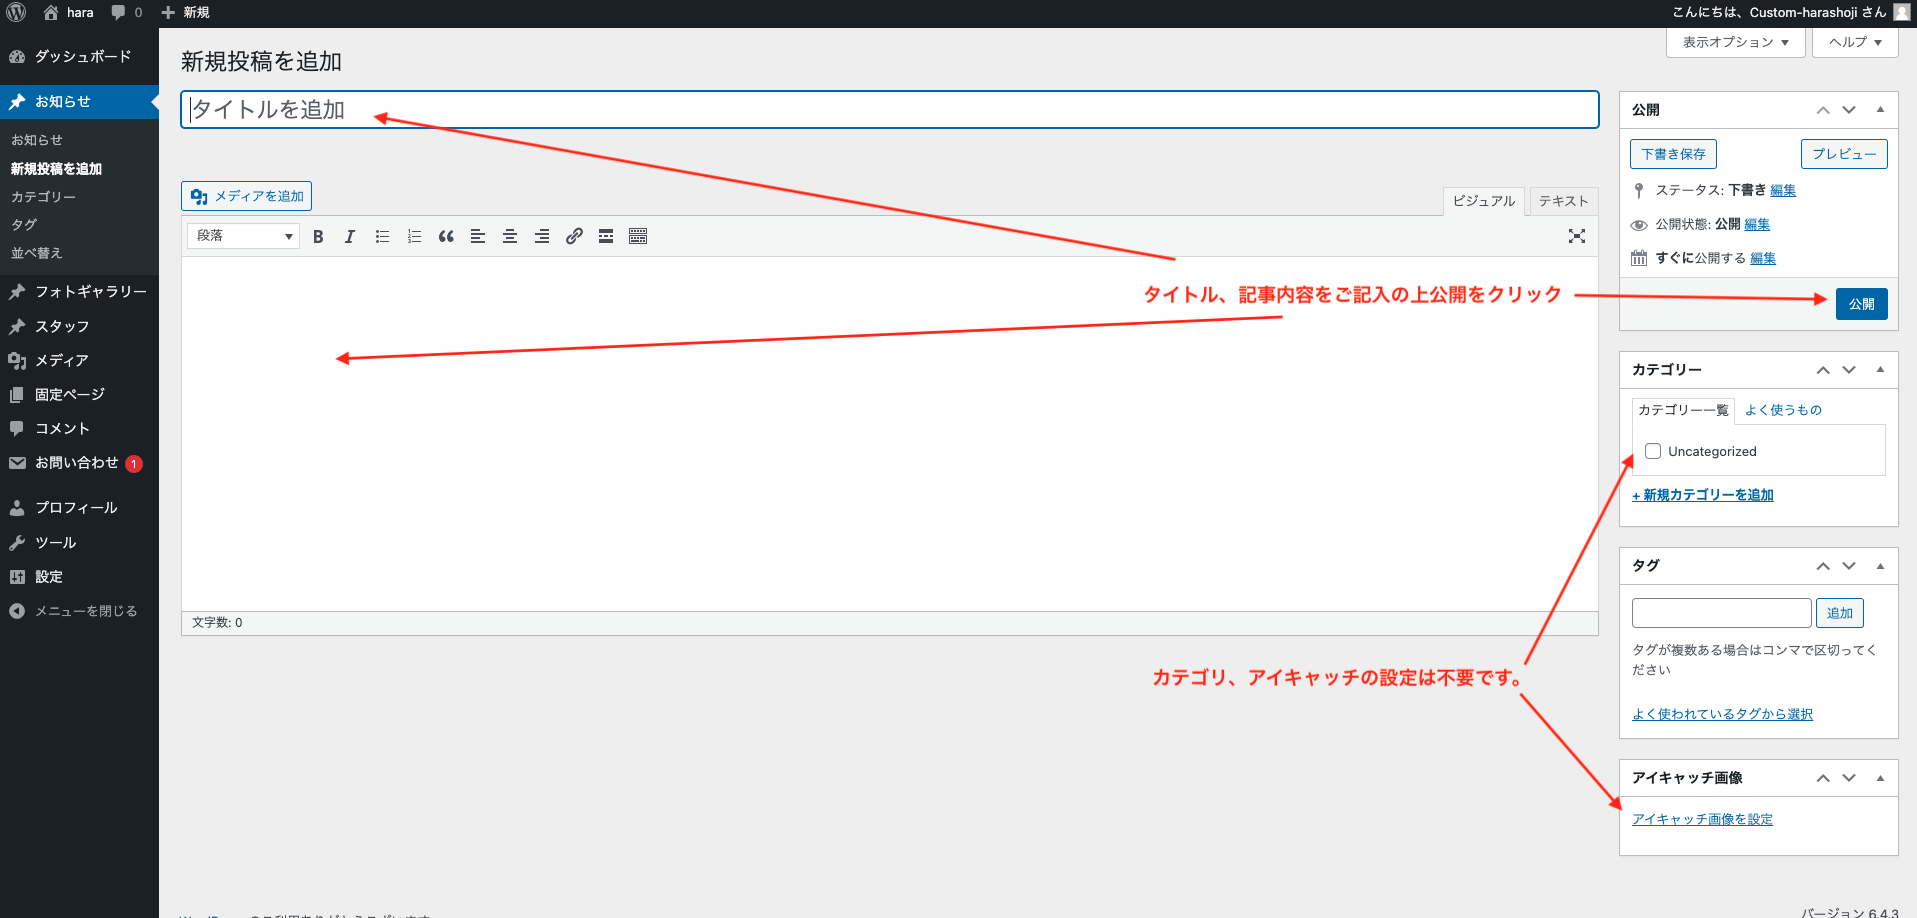 hara
0
新規
こんにちは、Custom-harashoji さん
ダッシュボード
お知らせ
お知らせ
新規投稿を追加
カテゴリー
タグ
並べ替え
フォトギャラリー
スタッフ
メディア
固定ページ
コメント
お問い合わせ 1
プロフィール
ツール
設定
メニューを閉じる
表示オプション
ヘルプ
新規投稿を追加
タイトルを追加
メディアを追加
ビジュアル
テキスト
段落
B I
タイトル、記事内容をご記入の上公開をクリック
文字数: 0
カテゴリ、アイキャッチの設定は不要です。
公開
下書き保存
プレビュー
ステータス: 下書き 編集
公開状態: 公開 編集
すぐに公開する 編集
公開
カテゴリー
カテゴリー一覧
よく使うもの
Uncategorized
+ 新規カテゴリーを追加
タグ
追加
タグが複数ある場合はコンマで区切ってく
ださい
よく使われているタグから選択
アイキャッチ画像
アイキャッチ画像を設定
バージョン 6.4.3